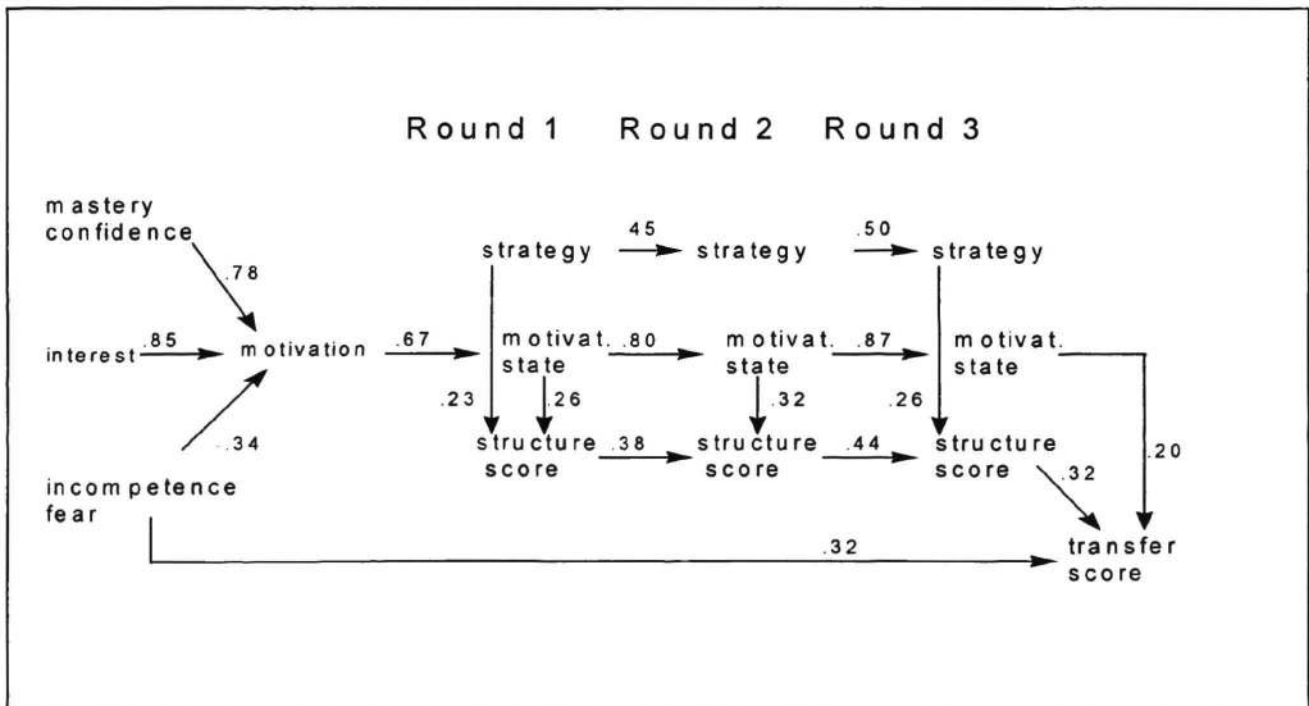 Round 1 Round 2 Round 3
mastery
confidence
.78
strategy 45 strategy .50 strategy
interest .85 motivation .67 motivat. .80 motivat. .87 motivat.
state state state
.23 .26 .32 .26
-.34
structure .38 structure .44 structure .20
score score score .32
incompetence
fear
.32
transfer
score